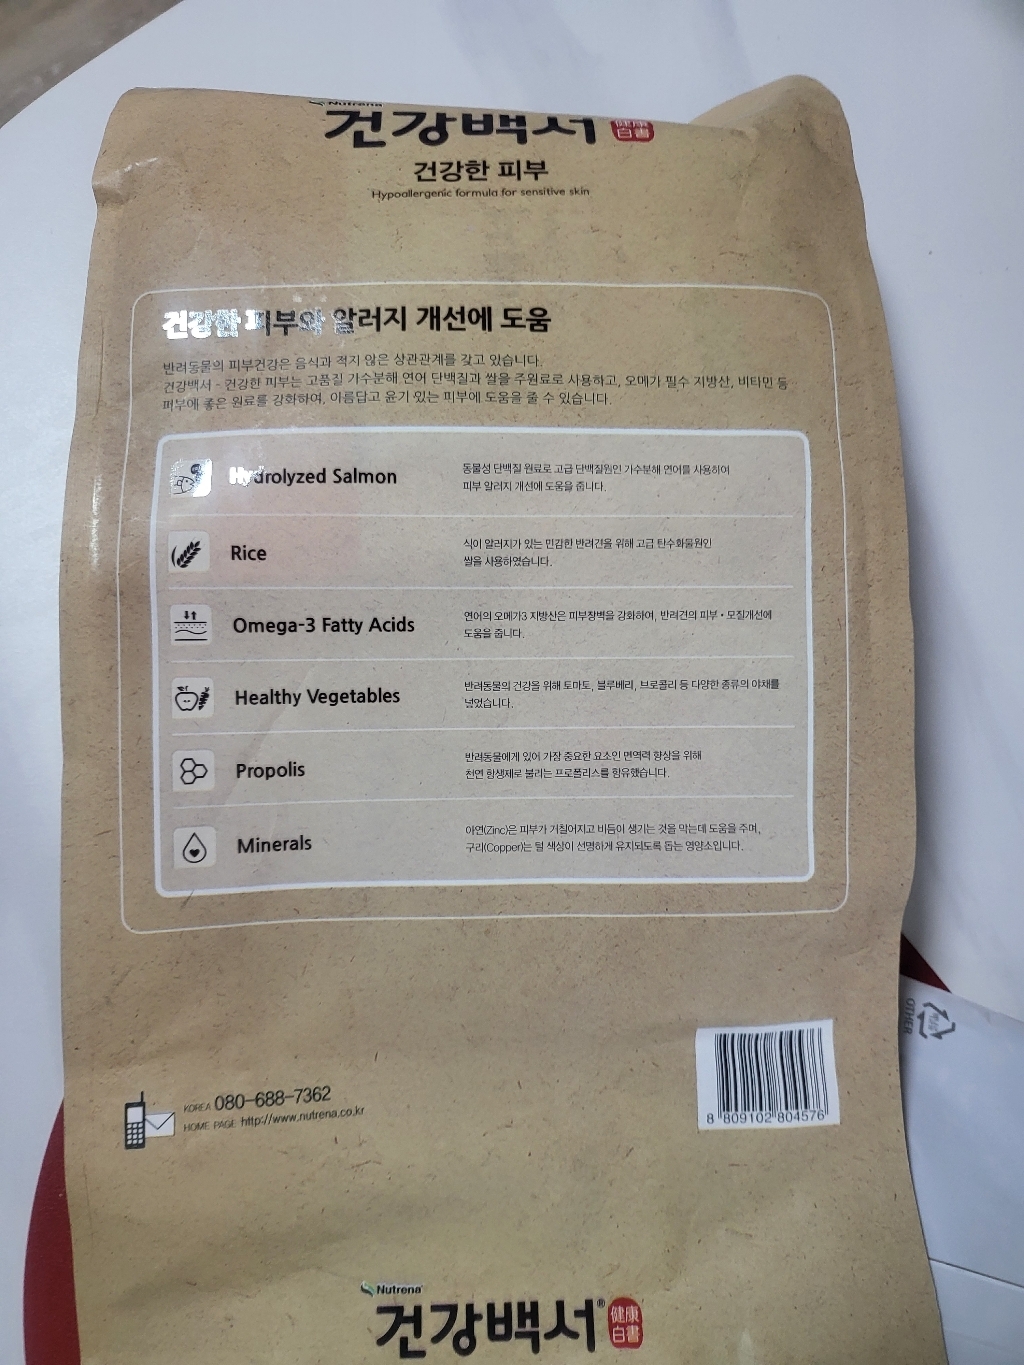 Nutrena
건강백서 健康白書
건강한 피부
Hypoallergenic formula for sensitive skin
건강한 피부와 알러지 개선에 도움
반려동물의 피부건강은 음식과 적지 않은 상관관계를 갖고 있습니다.
건강백서 - 건강한 피부는 고품질 가수분해 연어 단백질과 쌀을 주원료로 사용하고, 오메가 필수 지방산, 비타민 등
피부에 좋은 원료를 강화하여, 아름답고 윤기 있는 피부에 도움을 줄 수 있습니다.
Hydrolyzed Salmon
동물성 단백질 원료로 고급 단백질원인 가수분해 연어를 사용하여
피부 알러지 개선에 도움을 줍니다.
Rice
식이 알러지가 있는 민감한 반려견을 위해 고급 탄수화물원인
쌀을 사용하였습니다.
Omega-3 Fatty Acids
연어의 오메가3 지방산은 피부장벽을 강화하여, 반려견의 피부・모질개선에
도움을 줍니다.
Healthy Vegetables
반려동물의 건강을 위해 토마토, 블루베리, 브로콜리 등 다양한 종류의 야채를
넣었습니다.
Propolis
반려동물에게 있어 가장 중요한 요소인 면역력 향상을 위해
천연 항생제로 불리는 프로폴리스를 함유했습니다.
Minerals
아연(Zinc)은 피부가 거칠어지고 비듬이 생기는 것을 막는데 도움을 주며,
구리(Copper)는 털 색상이 선명하게 유지되도록 돕는 영양소입니다.
OTHER
KOREA 080-688-7362
HOME PAGE http://www.nutrena.co.kr
8 809102 804576
Nutrena
건강백서® 健康白書